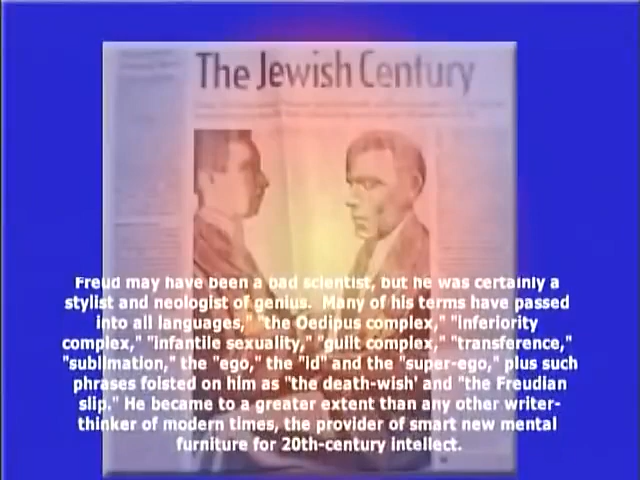 The Jewish Century
Freud may have been a bad scientist, but he was certainly a
stylist and neologist of genius. Many of his terms have passed
into all languages," "the Oedipus complex," "inferiority
complex," "infantile sexuality," "guilt complex," "transference,"
"sublimation," the "ego," the "id" and the "super-ego," plus such
phrases foisted on him as "the death-wish' and "the Freudian
slip." He became to a greater extent than any other writer-
thinker of modern times, the provider of smart new mental
furniture for 20th-century intellect.